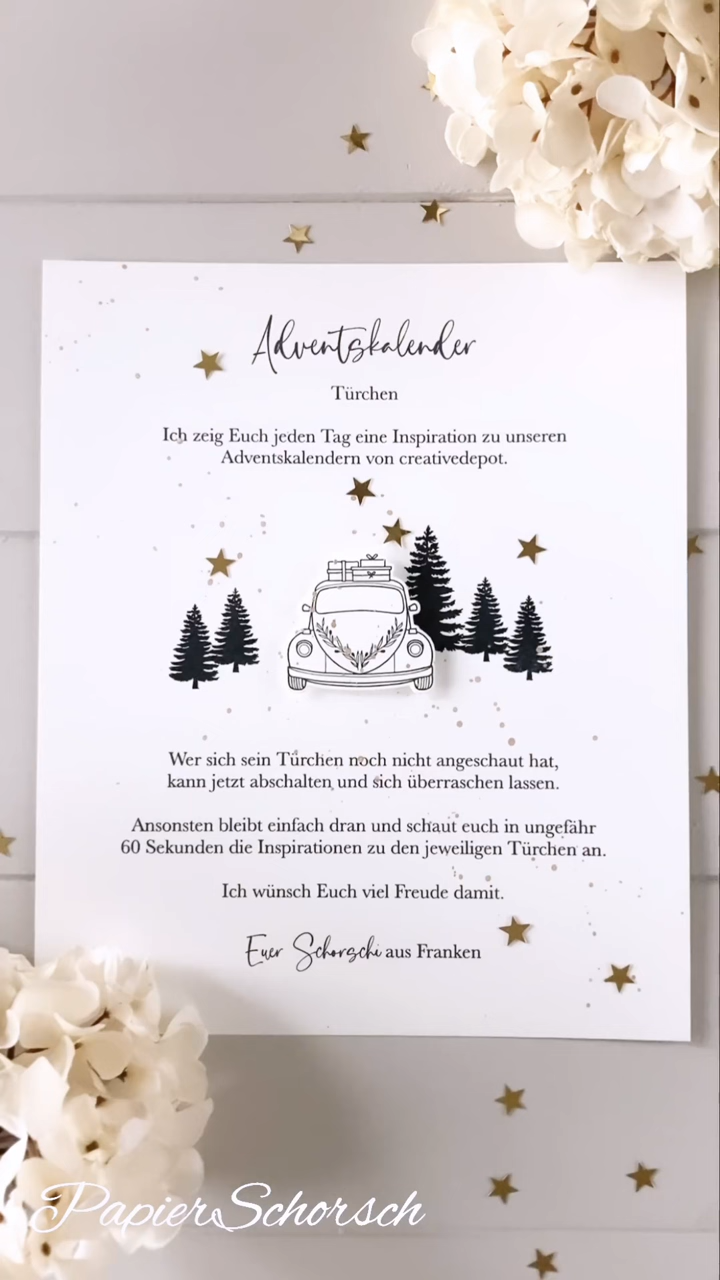 Adventskalender
Türchen
Ich zeig Euch jeden Tag eine Inspiration zu unseren
Adventskalendern von creativedepot.
Wer sich sein Türchen noch nicht angeschaut hat,
kann jetzt abschalten und sich überraschen lassen.
Ansonsten bleibt einfach dran und schaut euch in ungefähr
60 Sekunden die Inspirationen zu den jeweiligen Türchen an.
Ich wünsch Euch viel Freude damit.
Euer Schorschi aus Franken
PapierSchorsch